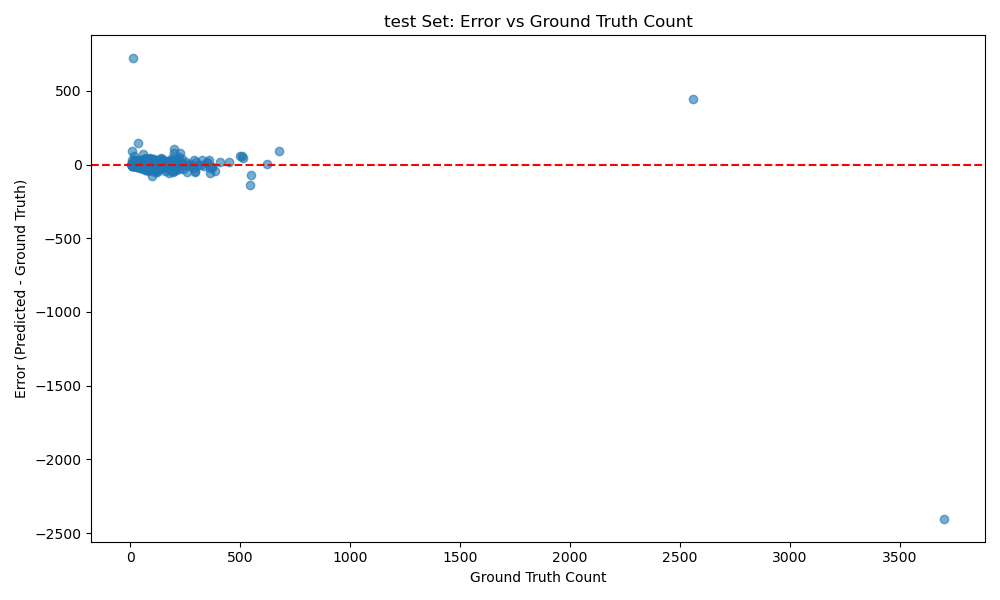 test Set: Error vs Ground Truth Count
Error (Predicted - Ground Truth)
500
0
−500
−1000
−1500
−2000
−2500
0 500 1000 1500 2000 2500 3000 3500
Ground Truth Count